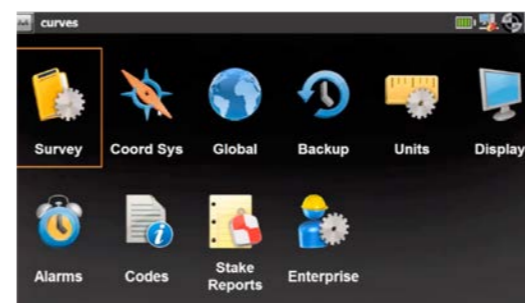 curves
Survey
Coord Sys
Global
Backup
Units
Display
Alarms
Codes
Stake
Reports
Enterprise